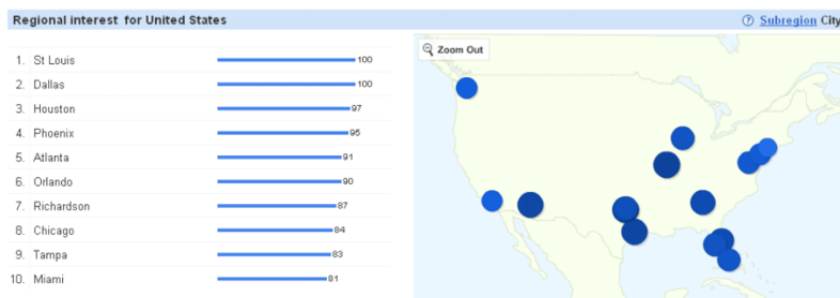 Regional interest for United States
Subregion City
Zoom Out
1. St Louis 100
2. Dallas 100
3. Houston 97
4. Phoenix 95
5. Atlanta 91
6. Orlando 90
7. Richardson 87
8. Chicago 84
9. Tampa 83
10. Miami 81